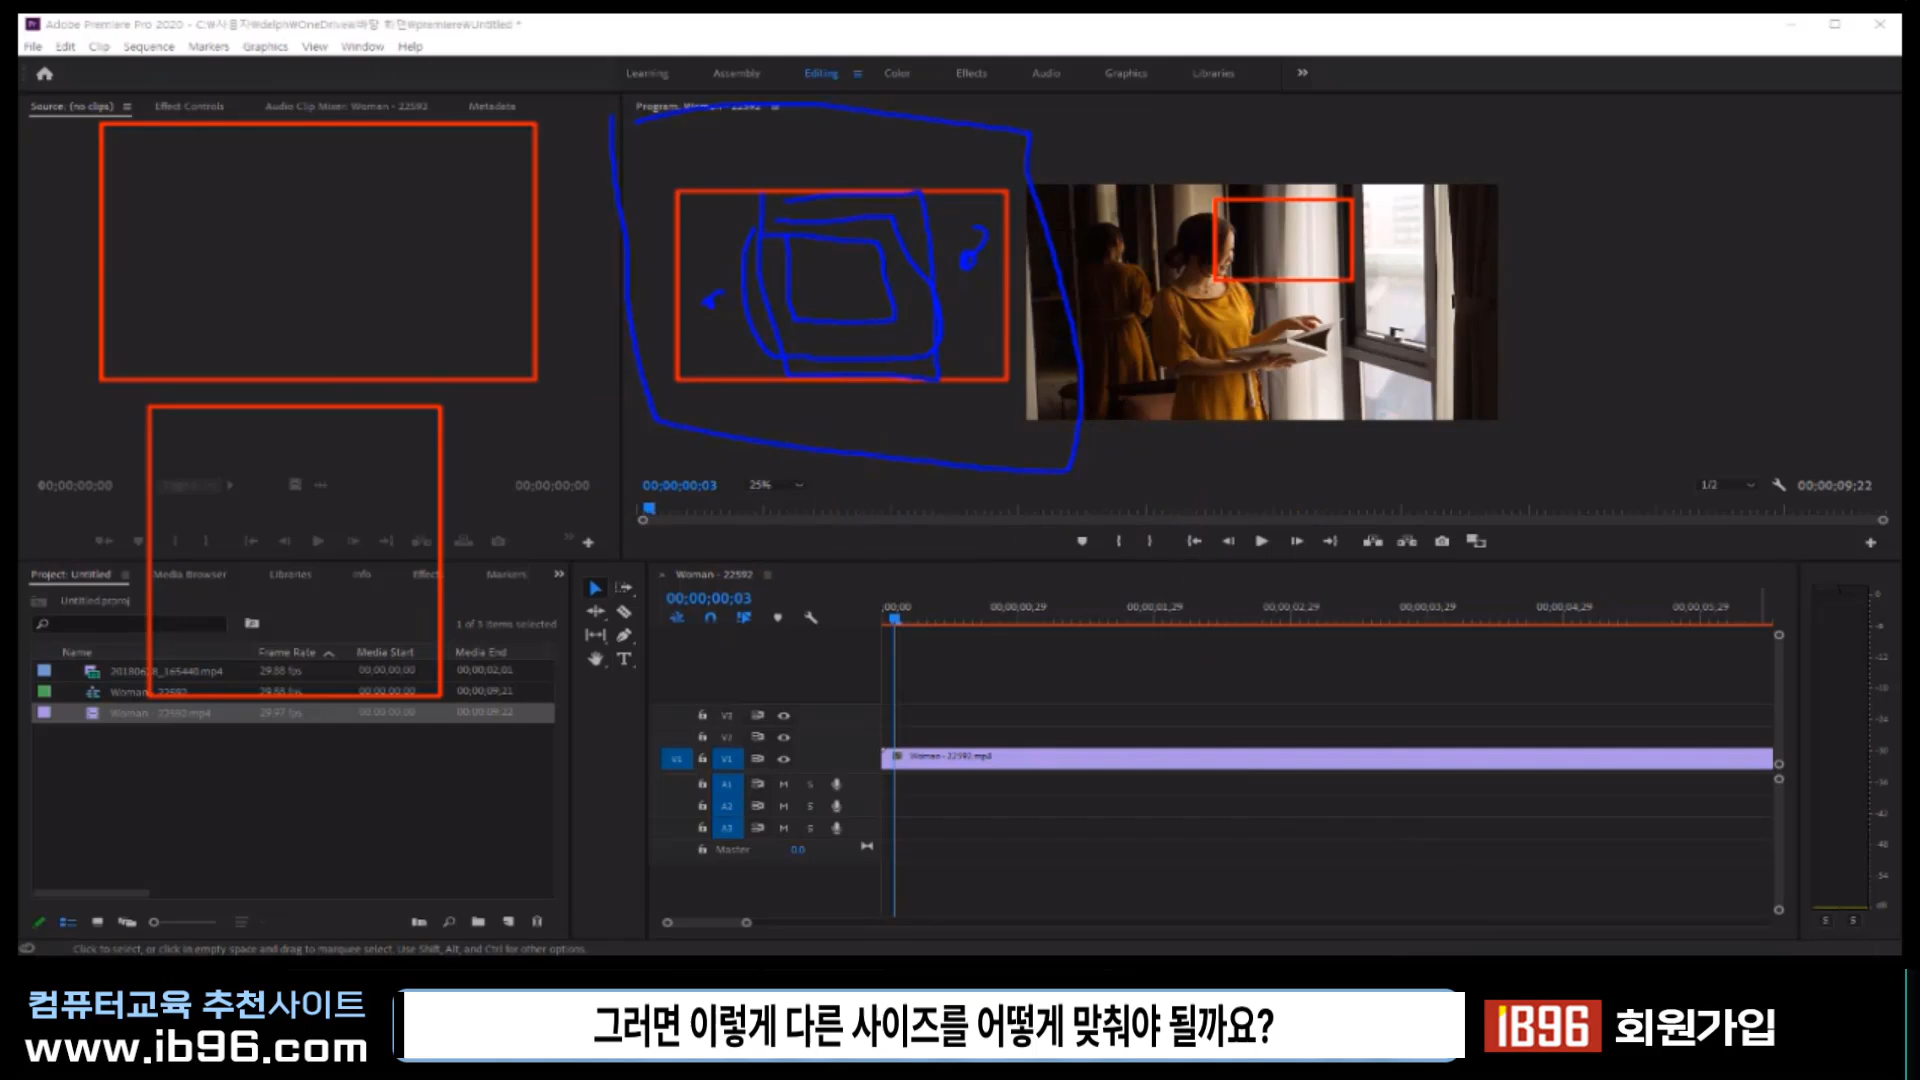 Adobe Premiere Pro 2020 - C:₩사용자₩delph₩OneDrive₩바탕 화면₩premiere₩Untitled *
File Edit Clip Sequence Markers Graphics View Window Help
Learning Assembly Editing Color Effects Audio Graphics Libraries
Source: (no clips) Effect Controls Audio Clip Mixer: Woman - 22592 Metadata
Program: Woman - 22592
00;00;00;00 00;00;00;00
00;00;00;03 25% 1/2 00;00;09;22
Project: Untitled Media Browser Libraries Info Effects Markers
Untitled.prproj
1 of 3 items selected
Name Frame Rate Media Start Media End
20180628_165440.mp4 29.88 fps 00;00;00;00 00;00;02;01
Woman - 22592 29.88 fps 00;00;00;00 00;00;09;21
Woman - 22592.mp4 29.97 fps 00;00;00;00 00;00;09;22
Woman - 22592
00;00;00;03
;00;00 00;00;00;29 00;00;01;29 00;00;02;29 00;00;03;29 00;00;04;29 00;00;05;29
V3
V2
V1 V1 Woman - 22592.mp4
A1 M S
A2 M S
A3 M S
Master 0.0
0
-6
-12
-18
-24
-30
-36
-42
-48
-54
dB
S S
Click to select, or click in empty space and drag to marquee select. Use Shift, Alt, and Ctrl for other options.
컴퓨터교육 추천사이트
www.ib96.com
그러면 이렇게 다른 사이즈를 어떻게 맞춰야 될까요?
iB96 회원가입